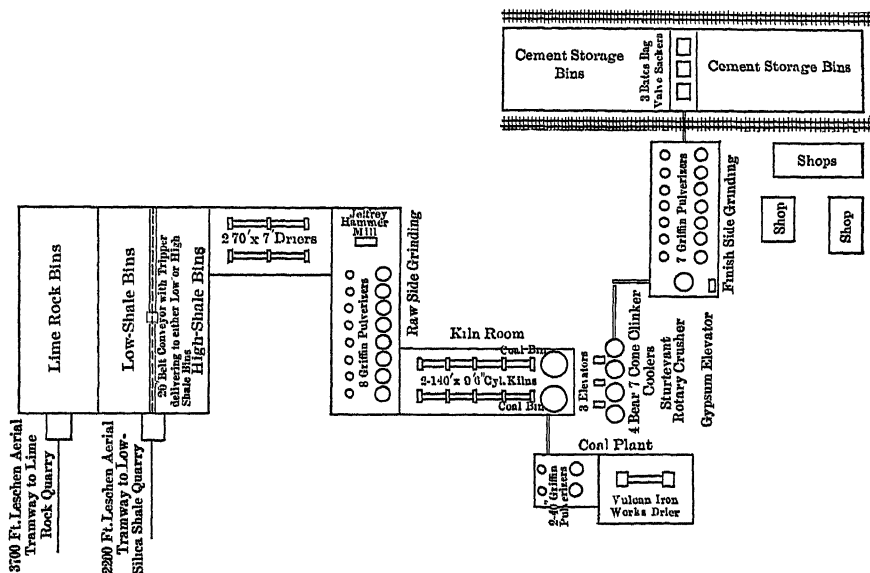 Cement Storage
Bins
3 Bates Bag
Valve Sackers
Cement Storage Bins
7 Griffin Pulverizers
Finish Side Grinding
Shops
Shop
Shop
Lime Rock Bins
Low-Shale Bins
20 Belt Conveyor with Tripper
delivering to either Low or High
Shale Bins
High-Shale Bins
2 70' x 7' Driers
Jeffrey
Hammer
Mill
8 Griffin Pulverizers
Raw Side Grinding
Kiln Room
Coal Bin
2-140' x 9'6" Cyl. Kilns
Coal Bin
3 Elevators
4 Bear 7 Cone Clinker
Coolers
Sturtevant
Rotary Crusher
Gypsum Elevator
Coal Plant
2-40" Griffin
Pulverizers
Vulcan Iron
Works Drier
3700 Ft. Leschen Aerial
Tramway to Lime
Rock Quarry
2200 Ft. Leschen Aerial
Tramway to Low-
Silica Shale Quarry